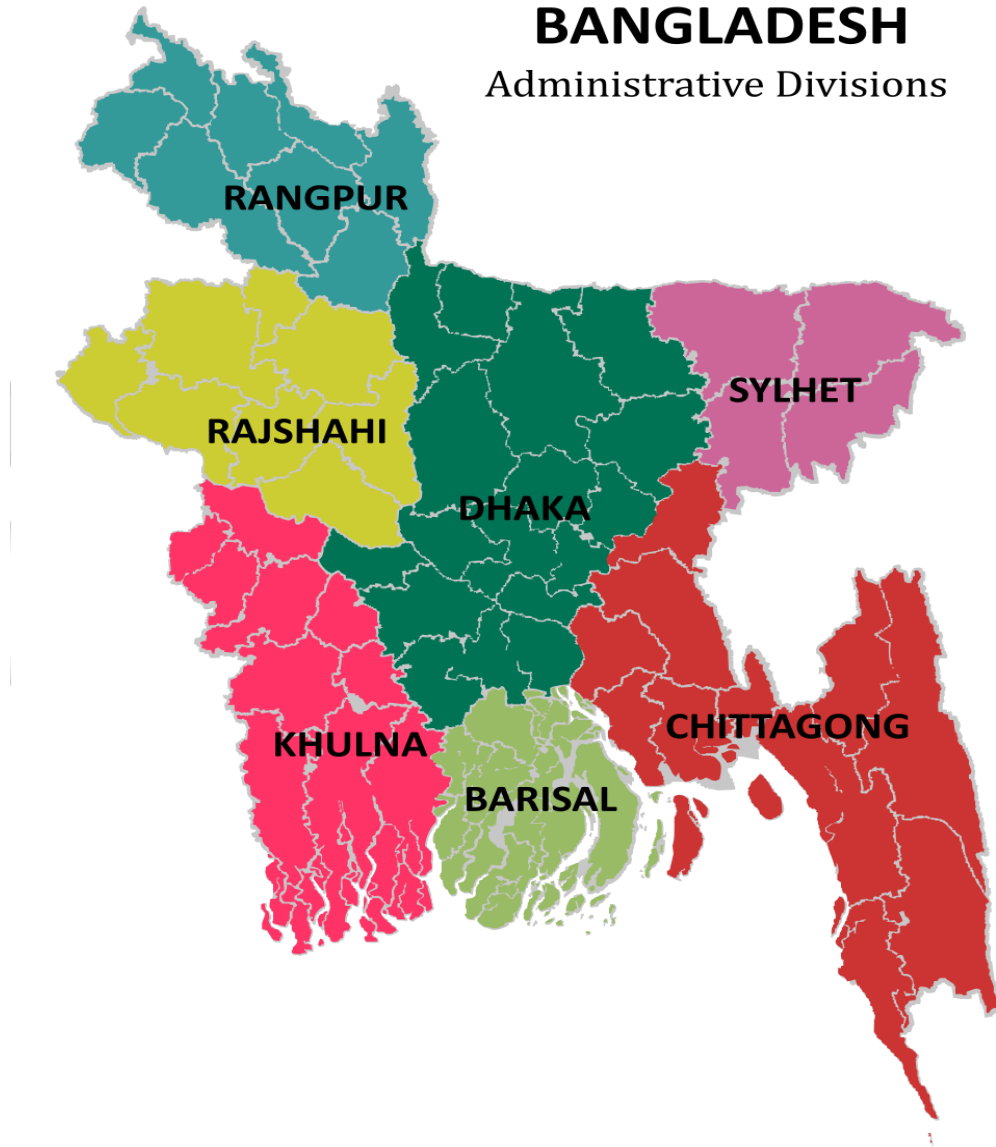 BANGLADESH
Administrative Divisions
RANGPUR
SYLHET
RAJSHAHI
DHAKA
CHITTAGONG
KHULNA
BARISAL